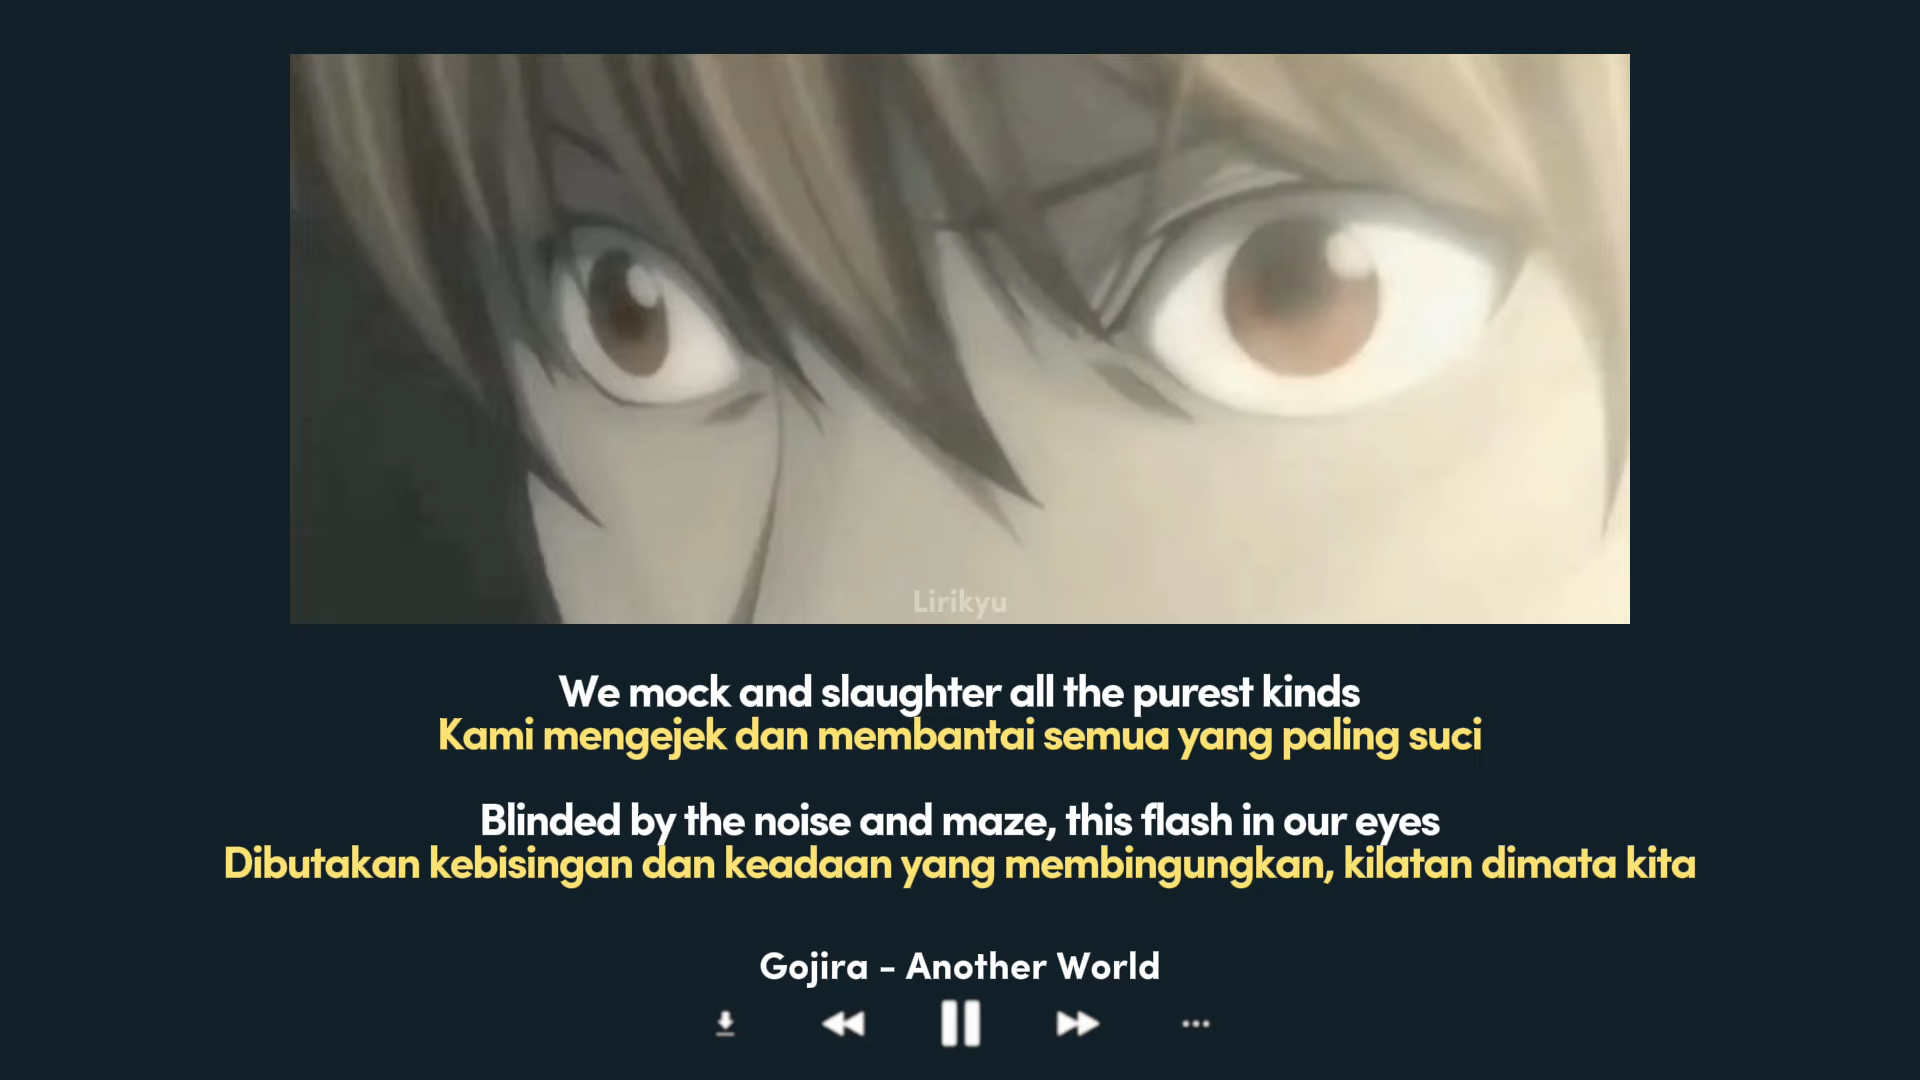 Lirikyu
We mock and slaughter all the purest kinds
Kami mengejek dan membantai semua yang paling suci
Blinded by the noise and maze, this flash in our eyes
Dibutakan kebisingan dan keadaan yang membingungkan, kilatan dimata kita
Gojira - Another World